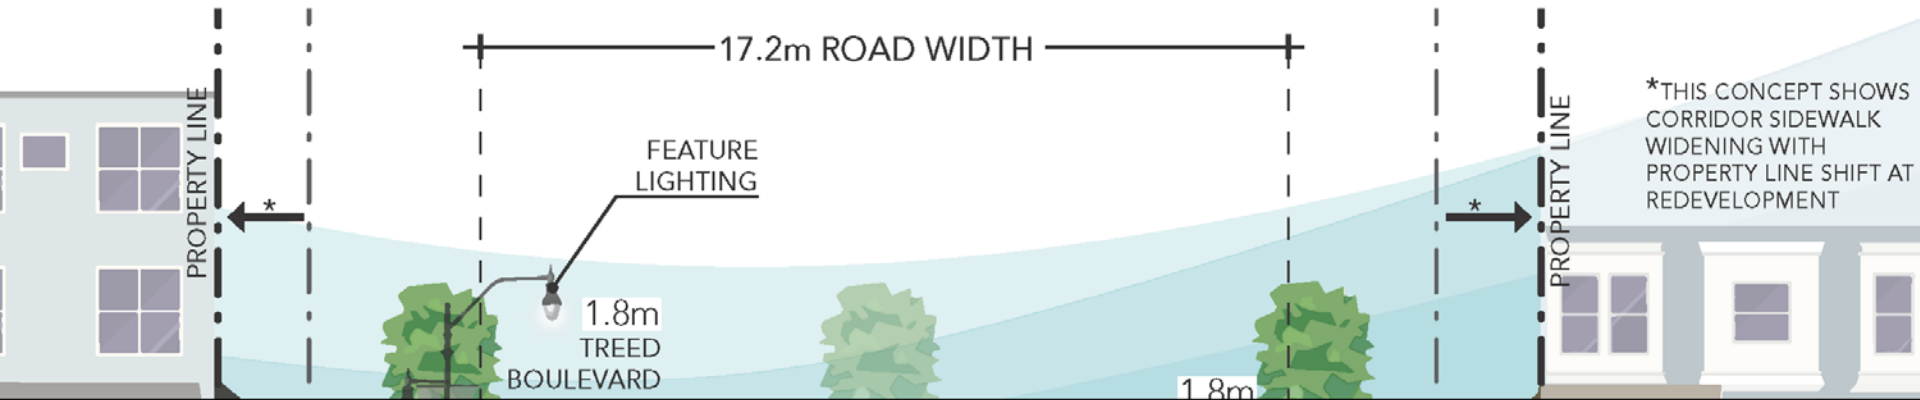 17.2m ROAD WIDTH
PROPERTY LINE
*
FEATURE
LIGHTING
1.8m
TREED
BOULEVARD
1.8m
*
PROPERTY LINE
*THIS CONCEPT SHOWS
CORRIDOR SIDEWALK
WIDENING WITH
PROPERTY LINE SHIFT AT
REDEVELOPMENT